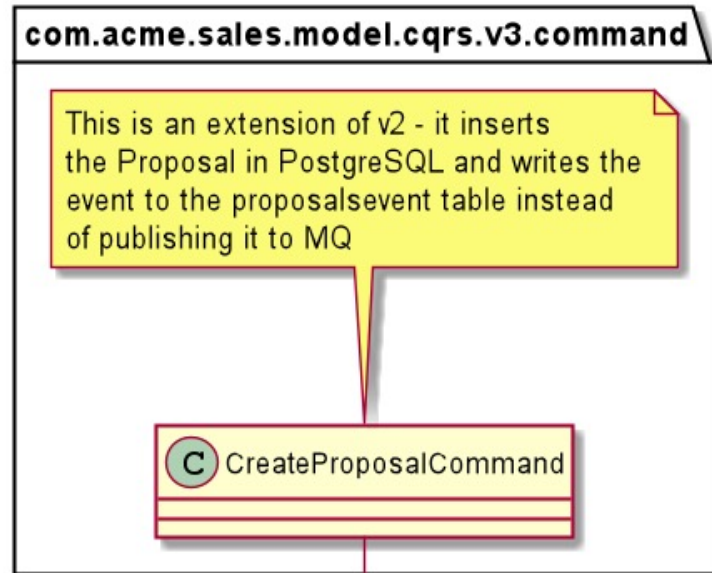 com.acme.sales.model.cqrs.v3.command
This is an extension of v2 - it inserts
the Proposal in PostgreSQL and writes the
event to the proposalsevent table instead
of publishing it to MQ
C CreateProposalCommand